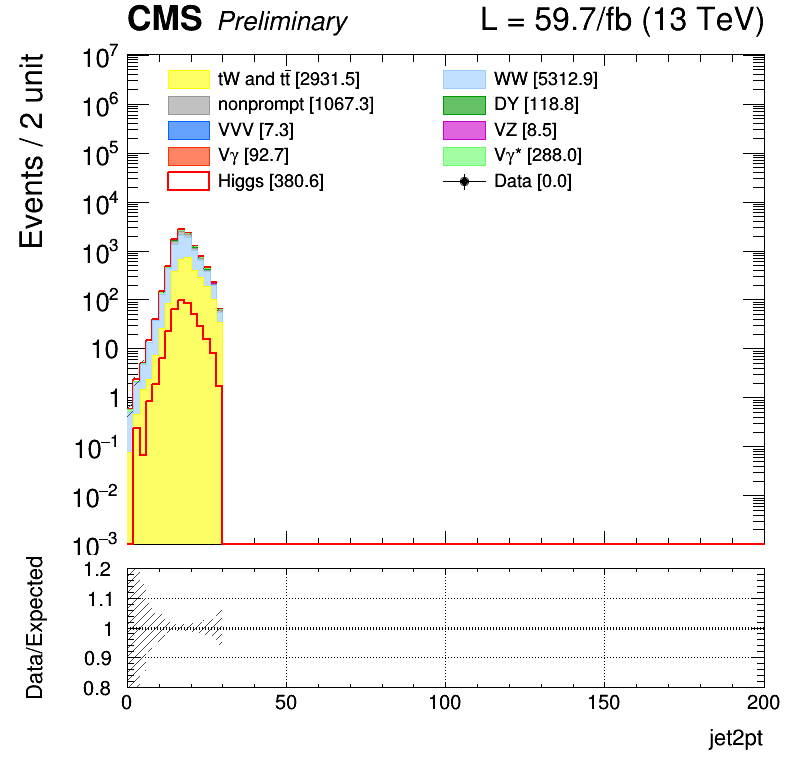 CMS Preliminary L = 59.7/fb (13 TeV)
Events / 2 unit
10⁷
10⁶
10⁵
10⁴
10³
10²
10
1
10⁻¹
10⁻²
10⁻³
tW and tt̄ [2931.5] WW [5312.9]
nonprompt [1067.3] DY [118.8]
VVV [7.3] VZ [8.5]
Vγ [92.7] Vγ* [288.0]
Higgs [380.6] Data [0.0]
Data/Expected
1.2
1.1
1
0.9
0.8
0 50 100 150 200
jet2pt